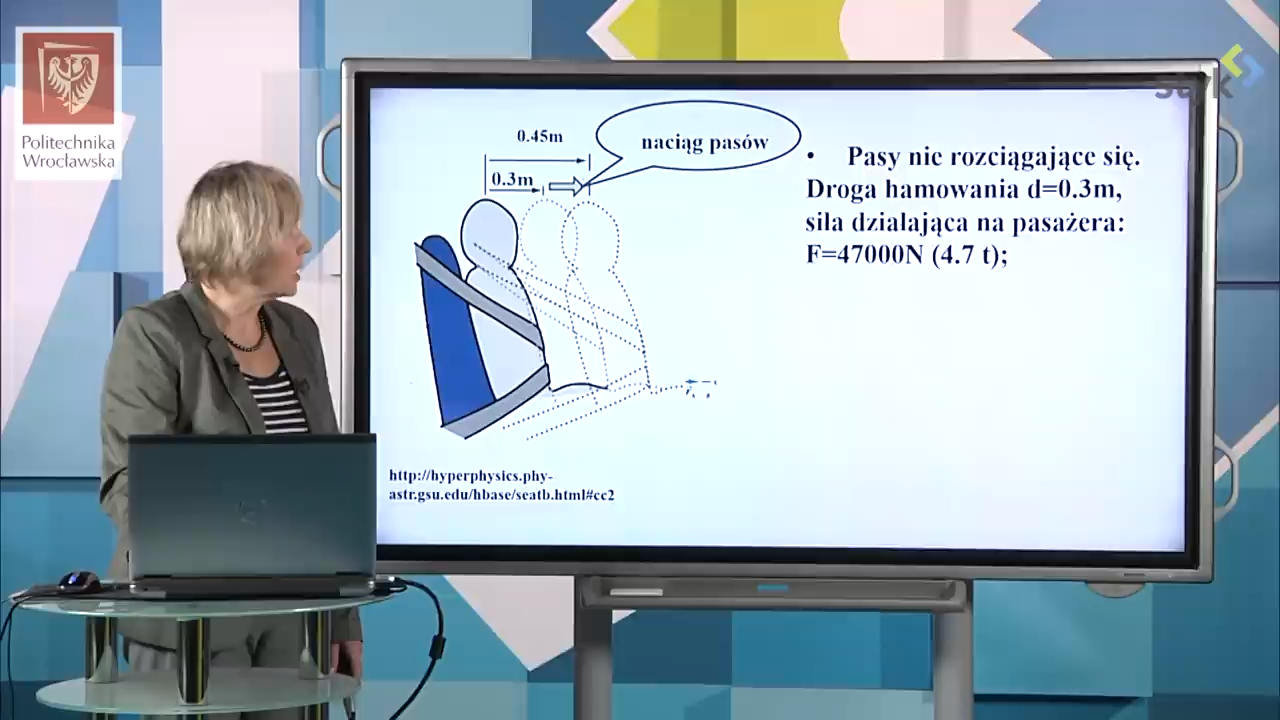 Politechnika
Wrocławska
0.45m
naciąg pasów
0.3m
• Pasy nie rozciągające się.
Droga hamowania d=0.3m,
siła działająca na pasażera:
F=47000N (4.7 t);
http://hyperphysics.phy-
astr.gsu.edu/hbase/seatb.html#cc2